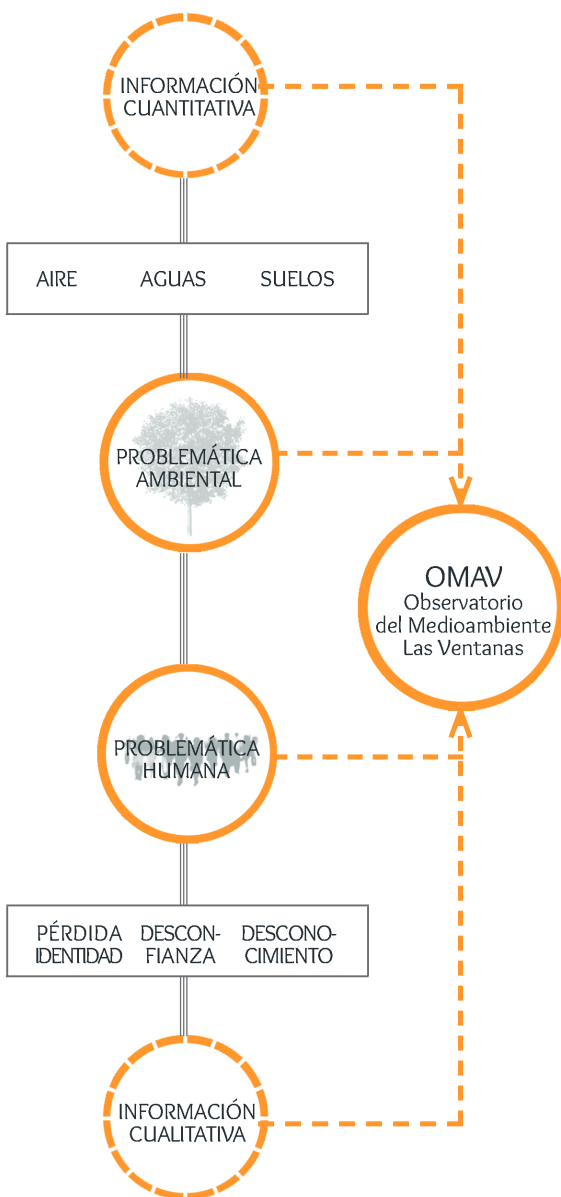 INFORMACIÓN
CUANTITATIVA
AIRE AGUAS SUELOS
PROBLEMÁTICA
AMBIENTAL
OMAV
Observatorio
del Medioambiente
Las Ventanas
PROBLEMÁTICA
HUMANA
PÉRDIDA DESCON- DESCONO-
IDENTIDAD FIANZA CIMIENTO
INFORMACIÓN
CUALITATIVA